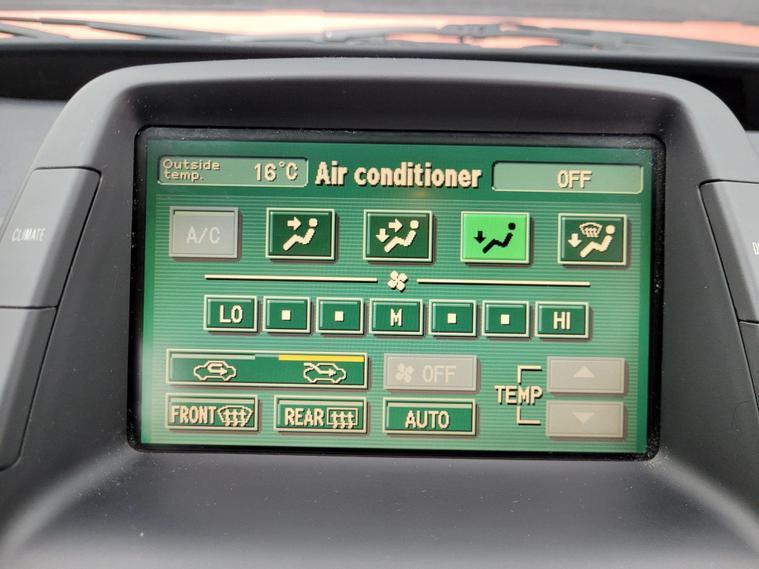 Outside
temp. 16°C Air conditioner OFF
CLIMATE
A/C
LO M HI
OFF
TEMP
FRONT REAR AUTO